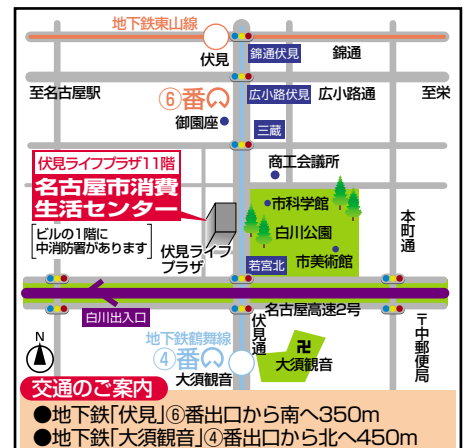 地下鉄東山線
伏見
錦通伏見
錦通
至名古屋駅
⑥番
広小路伏見
広小路通
至栄
御園座
三蔵
商工会議所
伏見ライフプラザ11階
名古屋市消費
生活センター
ビルの1階に
中消防署があります
伏見ライフ
プラザ
市科学館
白川公園
市美術館
本町通
若宮北
白川出入口
名古屋高速2号
伏見通
地下鉄鶴舞線
④番
大須観音
卍
大須観音
〒中郵便局
N
交通のご案内
●地下鉄「伏見」⑥番出口から南へ350m
●地下鉄「大須観音」④番出口から北へ450m